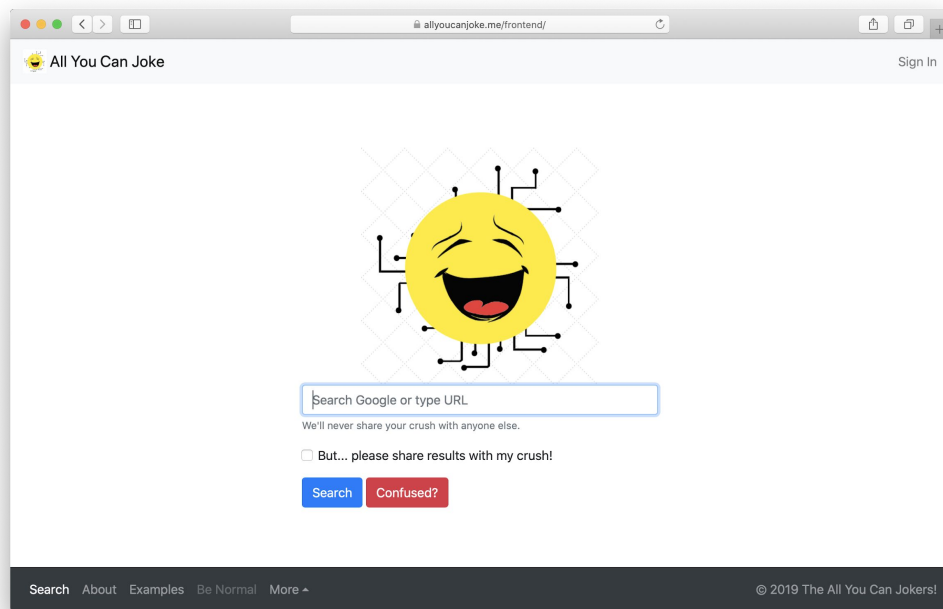 allyoucanjoke.me/frontend/
All You Can Joke
Sign In
Search Google or type URL
We'll never share your crush with anyone else.
But... please share results with my crush!
Search Confused?
Search About Examples Be Normal More © 2019 The All You Can Jokers!